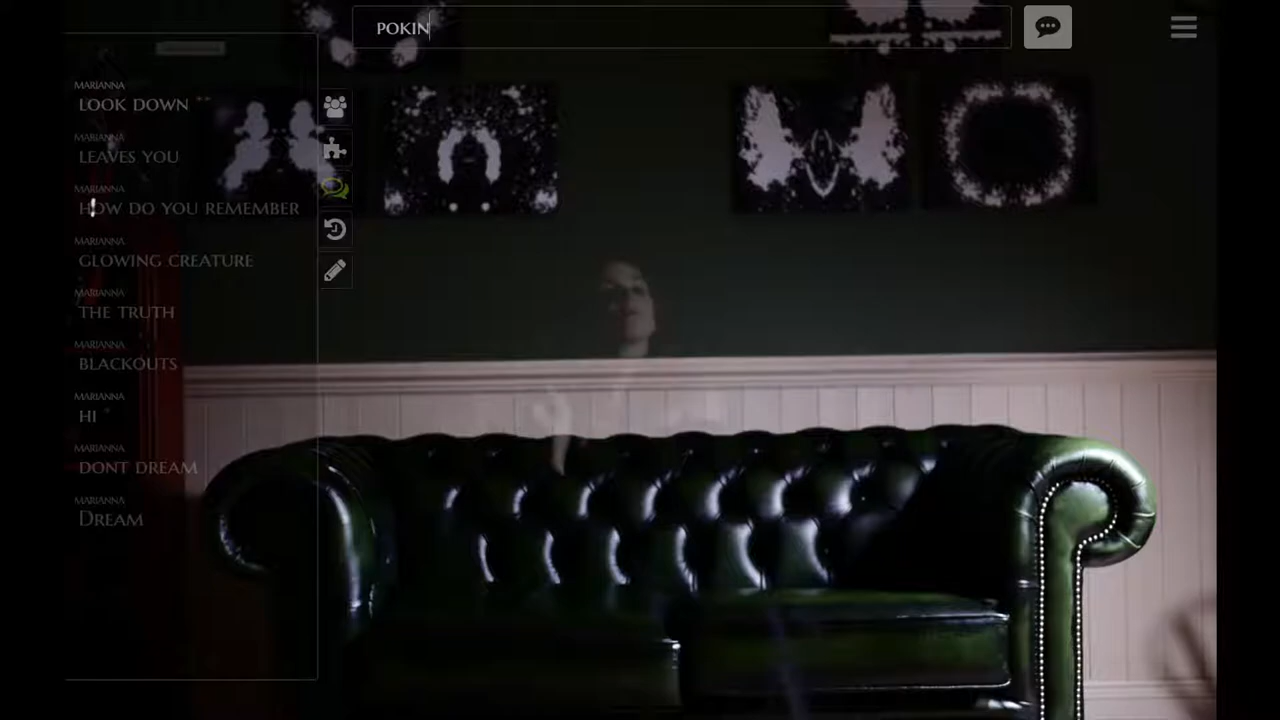 POKIN
MARIANNA
LOOK DOWN
MARIANNA
LEAVES YOU
MARIANNA
HOW DO YOU REMEMBER
MARIANNA
GLOWING CREATURE
MARIANNA
THE TRUTH
MARIANNA
BLACKOUTS
MARIANNA
HI
MARIANNA
DONT DREAM
MARIANNA
DREAM